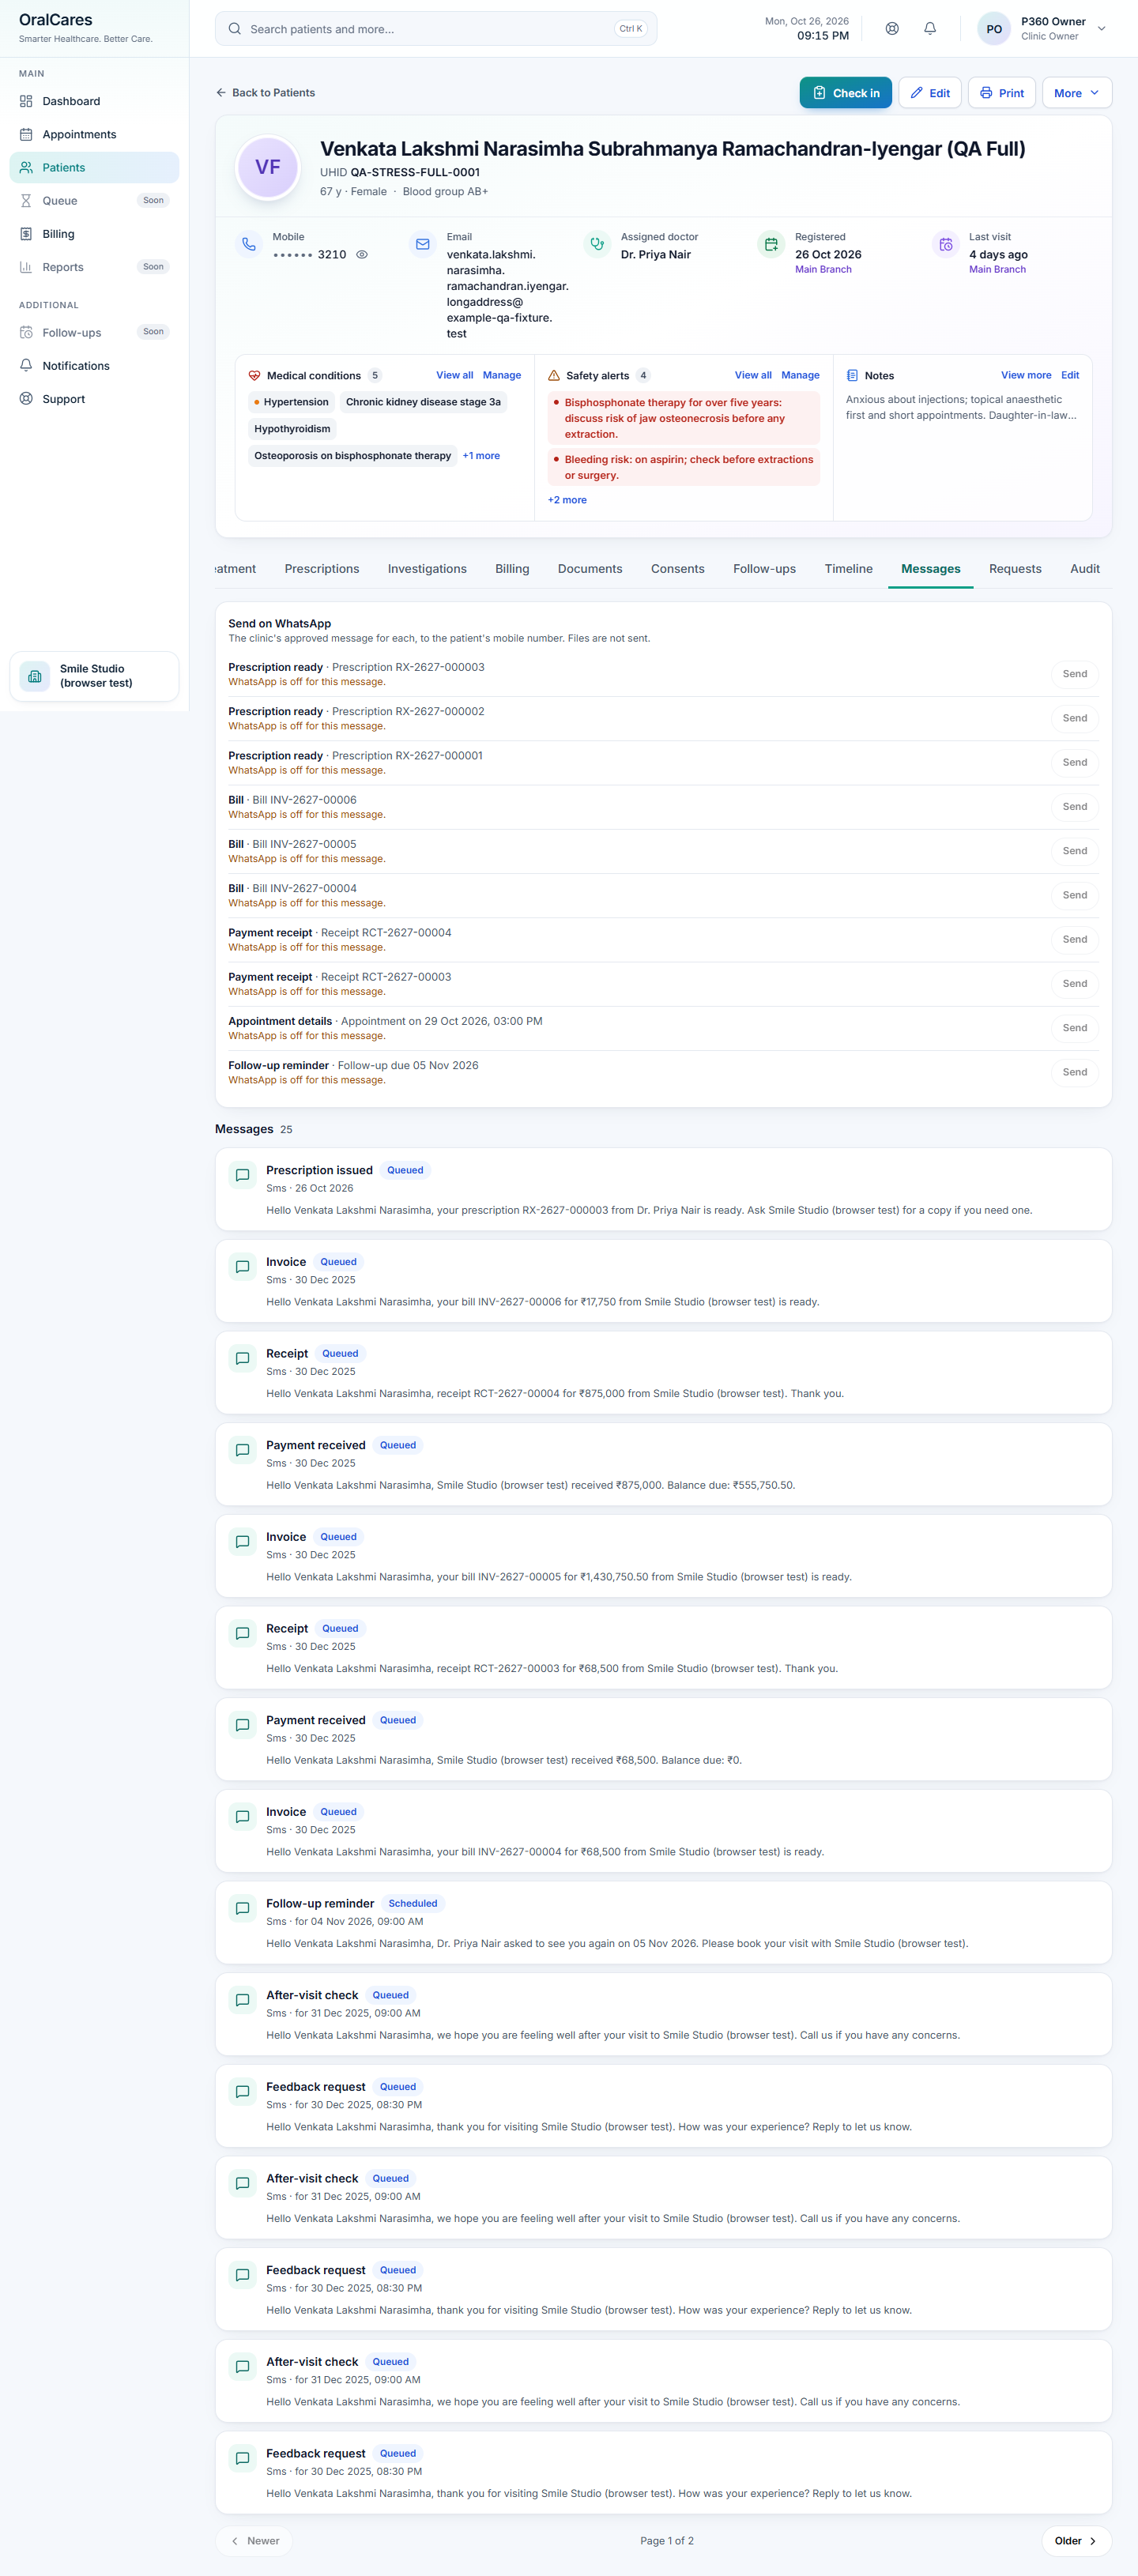 OralCares
Smarter Healthcare. Better Care.
MAIN
Dashboard
Appointments
Patients
Queue Soon
Billing
Reports Soon
ADDITIONAL
Follow-ups Soon
Notifications
Support
Smile Studio
(browser test)
Search patients and more... Ctrl K
Mon, Oct 26, 2026
09:15 PM
PO
P360 Owner
Clinic Owner
Back to Patients
Check in
Edit
Print
More
VF
Venkata Lakshmi Narasimha Subrahmanya Ramachandran-Iyengar (QA Full)
UHID QA-STRESS-FULL-0001
67 y · Female · Blood group AB+
Mobile
•••••• 3210
Email
venkata.lakshmi.
narasimha.
ramachandran.iyengar.
longaddress@
example-qa-fixture.
test
Assigned doctor
Dr. Priya Nair
Registered
26 Oct 2026
Main Branch
Last visit
4 days ago
Main Branch
Medical conditions 5 View all Manage
Hypertension
Chronic kidney disease stage 3a
Hypothyroidism
Osteoporosis on bisphosphonate therapy +1 more
Safety alerts 4 View all Manage
Bisphosphonate therapy for over five years:
discuss risk of jaw osteonecrosis before any
extraction.
Bleeding risk: on aspirin; check before extractions
or surgery.
+2 more
Notes View more Edit
Anxious about injections; topical anaesthetic
first and short appointments. Daughter-in-law...
eatment Prescriptions Investigations Billing Documents Consents Follow-ups Timeline Messages Requests Audit
Send on WhatsApp
The clinic's approved message for each, to the patient's mobile number. Files are not sent.
Prescription ready · Prescription RX-2627-000003
WhatsApp is off for this message.
Send
Prescription ready · Prescription RX-2627-000002
WhatsApp is off for this message.
Send
Prescription ready · Prescription RX-2627-000001
WhatsApp is off for this message.
Send
Bill · Bill INV-2627-00006
WhatsApp is off for this message.
Send
Bill · Bill INV-2627-00005
WhatsApp is off for this message.
Send
Bill · Bill INV-2627-00004
WhatsApp is off for this message.
Send
Payment receipt · Receipt RCT-2627-00004
WhatsApp is off for this message.
Send
Payment receipt · Receipt RCT-2627-00003
WhatsApp is off for this message.
Send
Appointment details · Appointment on 29 Oct 2026, 03:00 PM
WhatsApp is off for this message.
Send
Follow-up reminder · Follow-up due 05 Nov 2026
WhatsApp is off for this message.
Send
Messages 25
Prescription issued Queued
Sms · 26 Oct 2026
Hello Venkata Lakshmi Narasimha, your prescription RX-2627-000003 from Dr. Priya Nair is ready. Ask Smile Studio (browser test) for a copy if you need one.
Invoice Queued
Sms · 30 Dec 2025
Hello Venkata Lakshmi Narasimha, your bill INV-2627-00006 for ₹17,750 from Smile Studio (browser test) is ready.
Receipt Queued
Sms · 30 Dec 2025
Hello Venkata Lakshmi Narasimha, receipt RCT-2627-00004 for ₹875,000 from Smile Studio (browser test). Thank you.
Payment received Queued
Sms · 30 Dec 2025
Hello Venkata Lakshmi Narasimha, Smile Studio (browser test) received ₹875,000. Balance due: ₹555,750.50.
Invoice Queued
Sms · 30 Dec 2025
Hello Venkata Lakshmi Narasimha, your bill INV-2627-00005 for ₹1,430,750.50 from Smile Studio (browser test) is ready.
Receipt Queued
Sms · 30 Dec 2025
Hello Venkata Lakshmi Narasimha, receipt RCT-2627-00003 for ₹68,500 from Smile Studio (browser test). Thank you.
Payment received Queued
Sms · 30 Dec 2025
Hello Venkata Lakshmi Narasimha, Smile Studio (browser test) received ₹68,500. Balance due: ₹0.
Invoice Queued
Sms · 30 Dec 2025
Hello Venkata Lakshmi Narasimha, your bill INV-2627-00004 for ₹68,500 from Smile Studio (browser test) is ready.
Follow-up reminder Scheduled
Sms · for 04 Nov 2026, 09:00 AM
Hello Venkata Lakshmi Narasimha, Dr. Priya Nair asked to see you again on 05 Nov 2026. Please book your visit with Smile Studio (browser test).
After-visit check Queued
Sms · for 31 Dec 2025, 09:00 AM
Hello Venkata Lakshmi Narasimha, we hope you are feeling well after your visit to Smile Studio (browser test). Call us if you have any concerns.
Feedback request Queued
Sms · for 30 Dec 2025, 08:30 PM
Hello Venkata Lakshmi Narasimha, thank you for visiting Smile Studio (browser test). How was your experience? Reply to let us know.
After-visit check Queued
Sms · for 31 Dec 2025, 09:00 AM
Hello Venkata Lakshmi Narasimha, we hope you are feeling well after your visit to Smile Studio (browser test). Call us if you have any concerns.
Feedback request Queued
Sms · for 30 Dec 2025, 08:30 PM
Hello Venkata Lakshmi Narasimha, thank you for visiting Smile Studio (browser test). How was your experience? Reply to let us know.
After-visit check Queued
Sms · for 31 Dec 2025, 09:00 AM
Hello Venkata Lakshmi Narasimha, we hope you are feeling well after your visit to Smile Studio (browser test). Call us if you have any concerns.
Feedback request Queued
Sms · for 30 Dec 2025, 08:30 PM
Hello Venkata Lakshmi Narasimha, thank you for visiting Smile Studio (browser test). How was your experience? Reply to let us know.
Newer
Page 1 of 2
Older